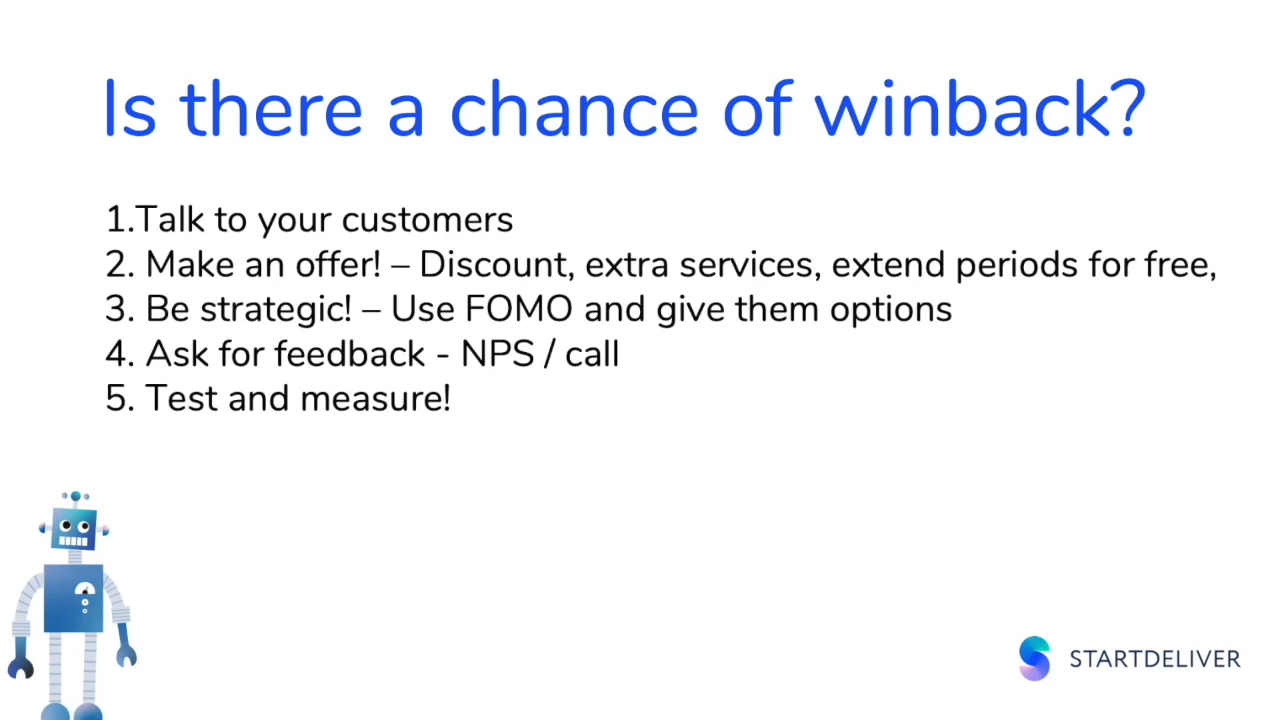 Is there a chance of winback?
1.Talk to your customers
2. Make an offer! – Discount, extra services, extend periods for free,
3. Be strategic! – Use FOMO and give them options
4. Ask for feedback - NPS / call
5. Test and measure!
STARTDELIVER